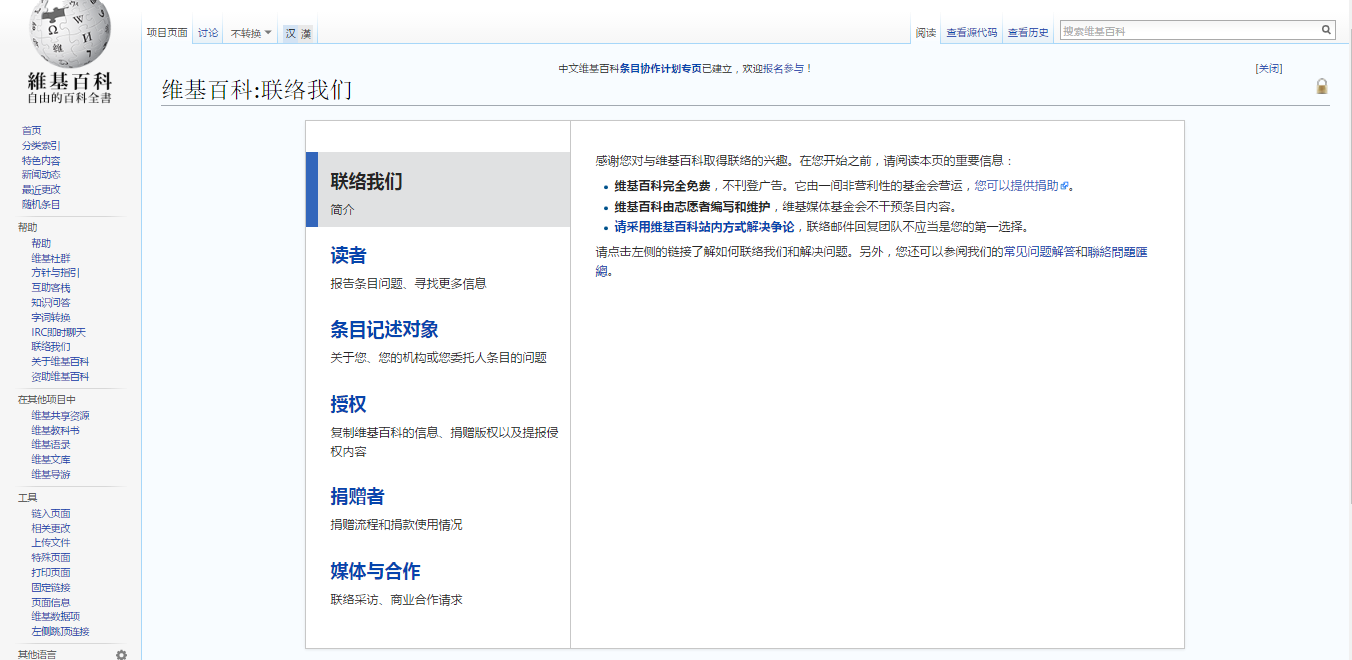 維基百科
自由的百科全書
项目页面 讨论 不转换 汉 漢 阅读 查看源代码 查看历史 搜索维基百科
中文维基百科条目协作计划专页已建立，欢迎报名参与！ [关闭]
维基百科:联络我们
首页
分类索引
特色内容
新闻动态
最近更改
随机条目
帮助
帮助
维基社群
方针与指引
互助客栈
知识问答
字词转换
IRC即时聊天
联络我们
关于维基百科
资助维基百科
在其他项目中
维基共享资源
维基教科书
维基语录
维基文库
维基导游
工具
链入页面
相关更改
上传文件
特殊页面
打印页面
固定链接
页面信息
维基数据项
左侧跳顶连接
其他语言
联络我们
简介
读者
报告条目问题、寻找更多信息
条目记述对象
关于您、您的机构或您委托人条目的问题
授权
复制维基百科的信息、捐赠版权以及提报侵
权内容
捐赠者
捐赠流程和捐款使用情况
媒体与合作
联络采访、商业合作请求
感谢您对与维基百科取得联络的兴趣。在您开始之前，请阅读本页的重要信息：
维基百科完全免费，不刊登广告。它由一间非营利性的基金会营运，您可以提供捐助。
维基百科由志愿者编写和维护，维基媒体基金会不干预条目内容。
请采用维基百科站内方式解决争论，联络邮件回复团队不应当是您的第一选择。
请点击左侧的链接了解如何联络我们和解决问题。另外，您还可以参阅我们的常见问题解答和聯絡問題匯
總。